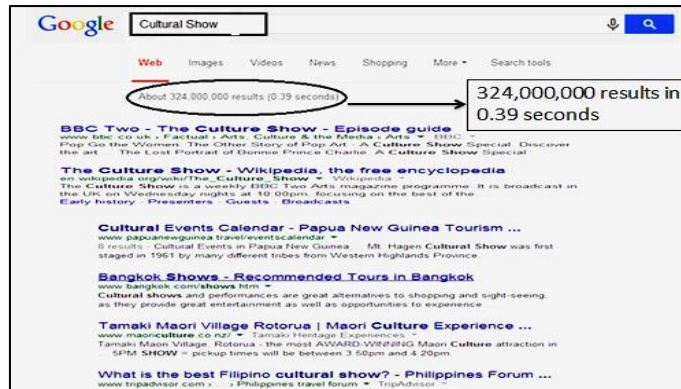 Google Cultural Show
Web Images Videos News Shopping More Search tools
About 324,000,000 results (0.39 seconds)
324,000,000 results in
0.39 seconds
BBC Two - The Culture Show - Episode guide
www.bbc.co.uk › Factual › Arts, Culture & the Media › Arts BBC
Pop Go the Women: The Other Story of Pop Art - A Culture Show Special. Discover
the art ... The Lost Portrait of Bonnie Prince Charlie: A Culture Show Special
The Culture Show - Wikipedia, the free encyclopedia
en.wikipedia.org/wiki/The_Culture_Show Wikipedia
The Culture Show is a weekly BBC Two Arts magazine programme. It is broadcast in
the UK on Wednesday nights at 10:00pm, focusing on the best of the ...
Early history - Presenters - Guests - Broadcasts
Cultural Events Calendar - Papua New Guinea Tourism ...
www.papuanewguinea.travel/eventscalendar
8 results - Cultural Events in Papua New Guinea ... Mt. Hagen Cultural Show was first
staged in 1961 by many different tribes from Western Highlands Province.
Bangkok Shows - Recommended Tours in Bangkok
www.bangkok.com/shows.htm
Cultural shows and performances are great alternatives to shopping and sight-seeing,
as they provide great entertainment as well as opportunities to experience
Tamaki Maori Village Rotorua | Maori Culture Experience ...
www.maoriculture.co.nz/ Tamaki Heritage Experiences
Tamaki Maori Village, Rotorua - the most AWARD-WINNING Maori Culture attraction in
... 5PM SHOW = pickup times will be between 3.50pm and 4.20pm.
What is the best Filipino cultural show? - Philippines Forum ...
www.tripadvisor.com › ... › Philippines travel forum TripAdvisor